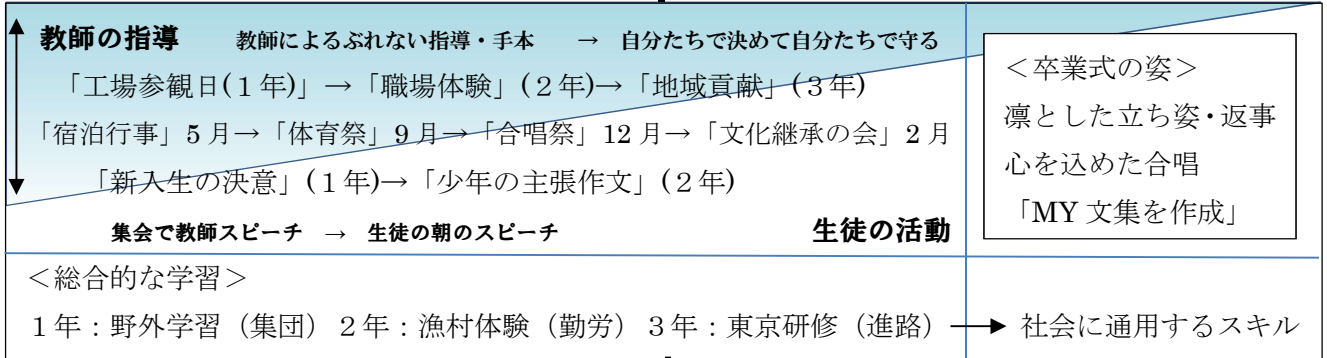 教師の指導　教師によるぶれない指導・手本　→　自分たちで決めて自分たちで守る
「工場参観日(１年)」→「職場体験」(２年)→「地域貢献」(３年)
「宿泊行事」5月→「体育祭」9月→「合唱祭」12月→「文化継承の会」2月
「新入生の決意」(１年)→「少年の主張作文」(２年)
集会で教師スピーチ　→　生徒の朝のスピーチ　生徒の活動
＜卒業式の姿＞
凛とした立ち姿・返事
心を込めた合唱
「MY文集を作成」
＜総合的な学習＞
１年：野外学習（集団）２年：漁村体験（勤労）３年：東京研修（進路）→ 社会に通用するスキル